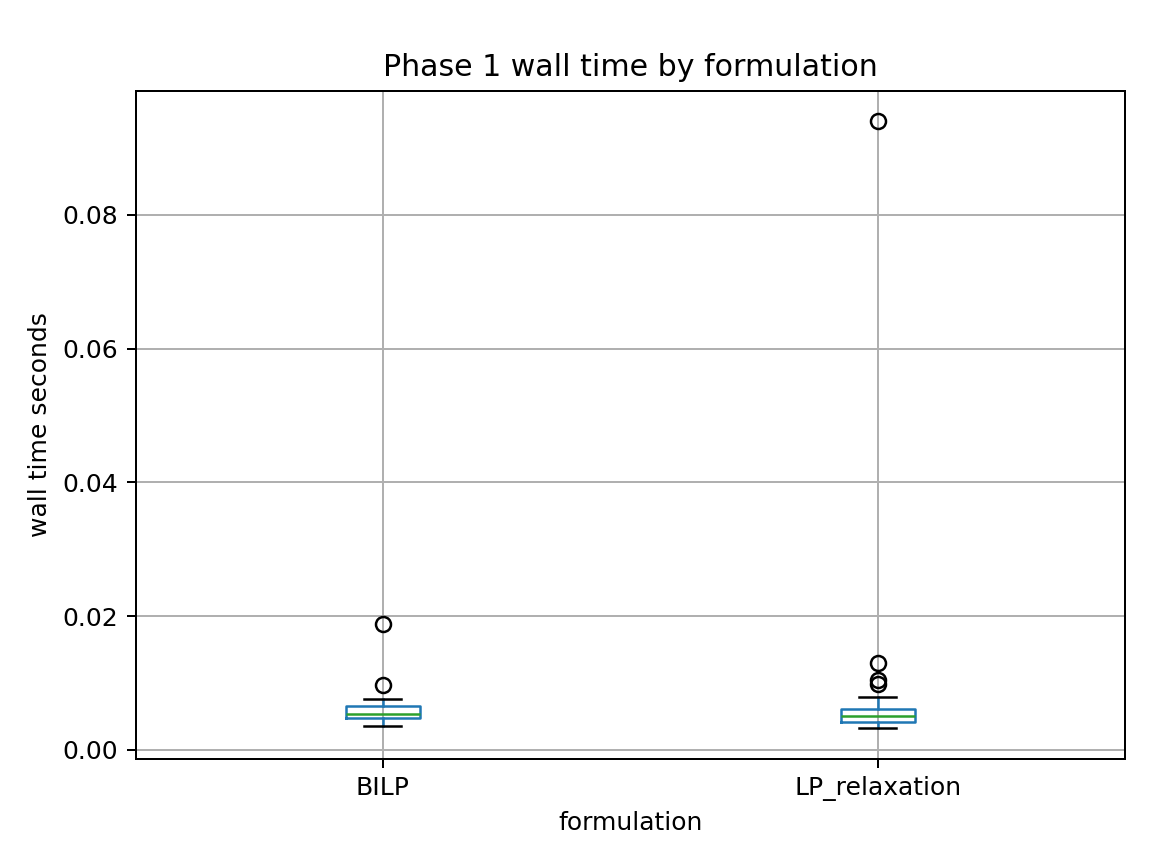 Phase 1 wall time by formulation
0.08
0.06
0.04
0.02
0.00
wall time seconds
BILP
LP_relaxation
formulation